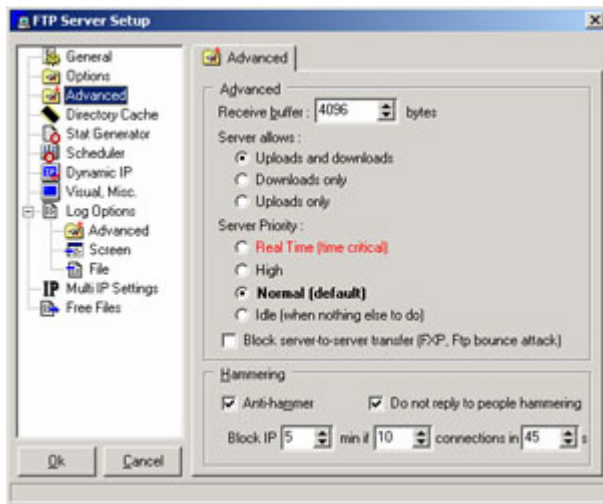 FTP Server Setup
General
Options
Advanced
Directory Cache
Stat Generator
Scheduler
Dynamic IP
Visual, Misc.
Log Options
Advanced
Screen
File
IP Multi IP Settings
Free Files
Ok Cancel
Advanced
Advanced
Receive buffer : 4096 bytes
Server allows :
Uploads and downloads
Downloads only
Uploads only
Server Priority :
Real Time (time critical)
High
Normal (default)
Idle (when nothing else to do)
Block server-to-server transfer (FXP, Ftp bounce attack)
Hammering
Anti-hammer Do not reply to people hammering
Block IP 5 min if 10 connections in 45 s